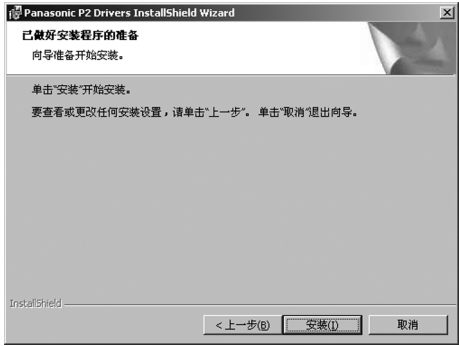 Panasonic P2 Drivers InstallShield Wizard
已做好安装程序的准备
向导准备开始安装。
单击“安装”开始安装。
要查看或更改任何安装设置，请单击“上一步”。 单击“取消”退出向导。
InstallShield
< 上一步(B)
安装(I)
取消